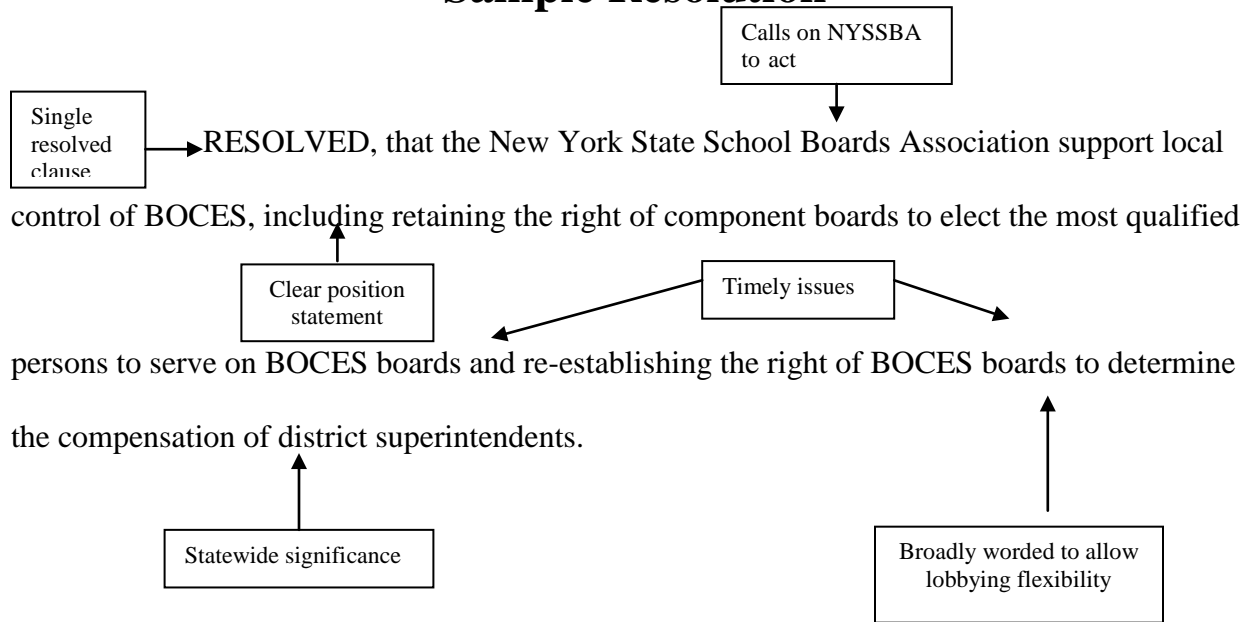 Sample Resolution
Calls on NYSSBA
to act
Single
resolved
clause
RESOLVED, that the New York State School Boards Association support local
control of BOCES, including retaining the right of component boards to elect the most qualified
Clear position
statement
Timely issues
persons to serve on BOCES boards and re-establishing the right of BOCES boards to determine
the compensation of district superintendents.
Statewide significance
Broadly worded to allow
lobbying flexibility